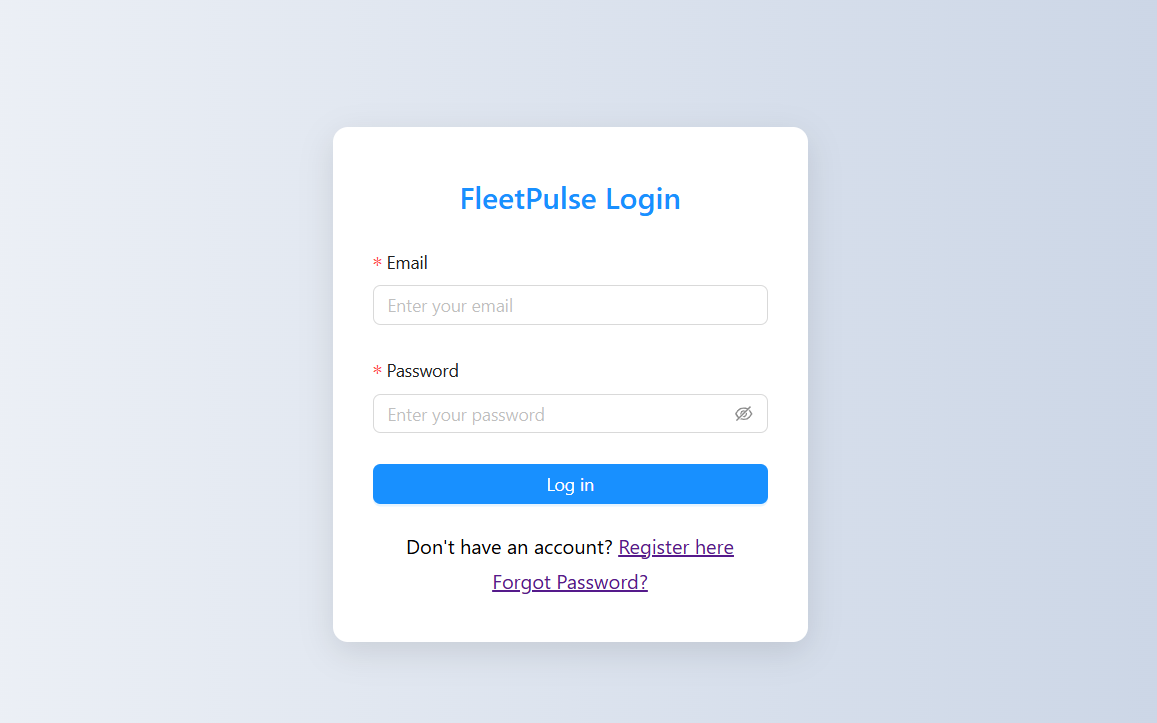 FleetPulse Login
* Email
Enter your email
* Password
Enter your password
Log in
Don't have an account? Register here
Forgot Password?